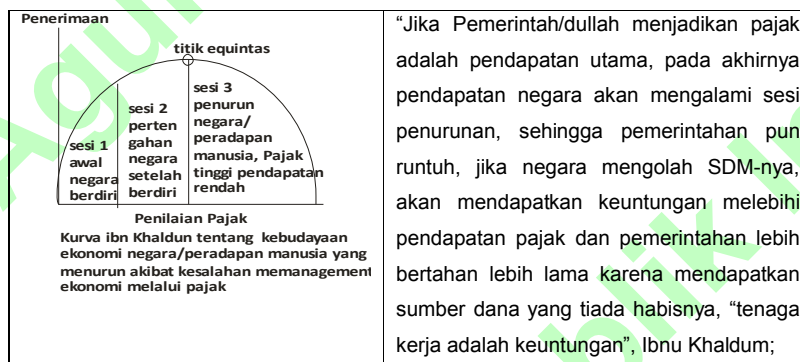 Penerimaan
titik equintas
sesi 1
awal
negara
berdiri
sesi 2
perten
gahan
negara
setelah
berdiri
sesi 3
penurun
negara/
peradapan
manusia, Pajak
tinggi pendapatan
rendah
Penilaian Pajak
Kurva ibn Khaldun tentang kebudayaan
ekonomi negara/peradapan manusia yang
menurun akibat kesalahan memanagement
ekonomi melalui pajak
“Jika Pemerintah/dullah menjadikan pajak
adalah pendapatan utama, pada akhirnya
pendapatan negara akan mengalami sesi
penurunan, sehingga pemerintahan pun
runtuh, jika negara mengolah SDM-nya,
akan mendapatkan keuntungan melebihi
pendapatan pajak dan pemerintahan lebih
bertahan lebih lama karena mendapatkan
sumber dana yang tiada habisnya, “tenaga
kerja adalah keuntungan”, Ibnu Khaldum;